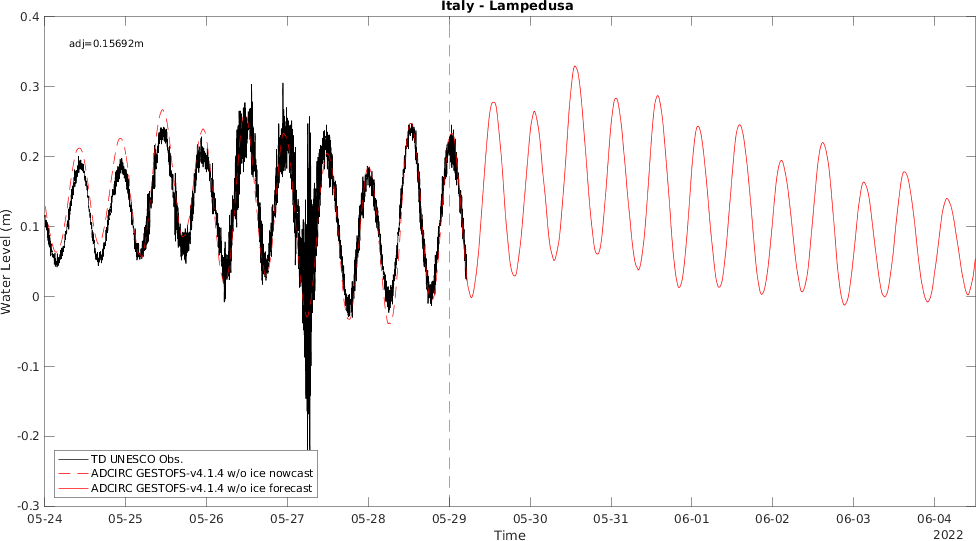 Italy - Lampedusa
adj=0.15692m
Water Level (m)
0.4
0.3
0.2
0.1
0
-0.1
-0.2
-0.3
TD UNESCO Obs.
ADCIRC GESTOFS-v4.1.4 w/o ice nowcast
ADCIRC GESTOFS-v4.1.4 w/o ice forecast
05-24 05-25 05-26 05-27 05-28 05-29 05-30 05-31 06-01 06-02 06-03 06-04
Time
2022